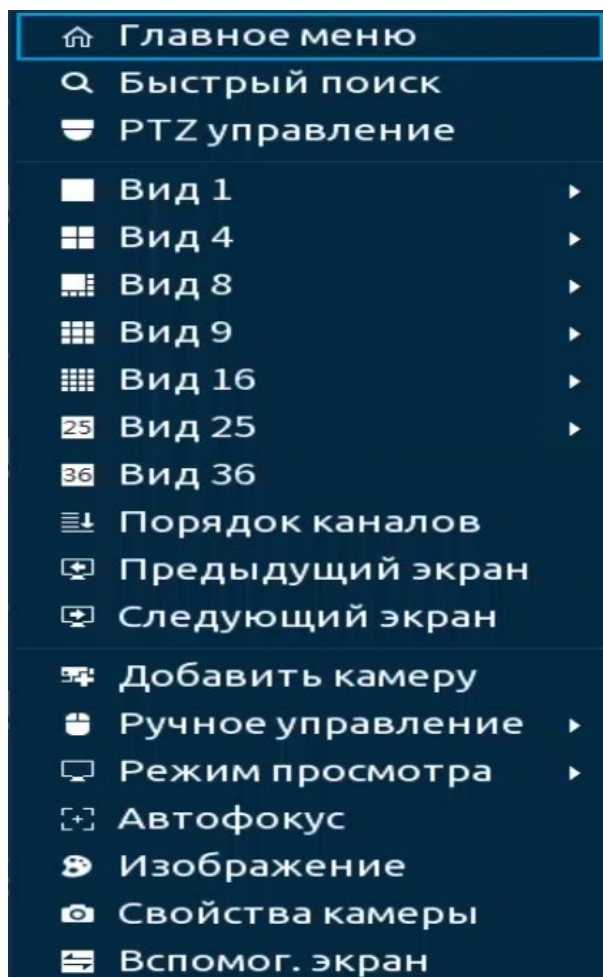 Главное меню
Быстрый поиск
PTZ управление
Вид 1
Вид 4
Вид 8
Вид 9
Вид 16
25 Вид 25
36 Вид 36
Порядок каналов
Предыдущий экран
Следующий экран
Добавить камеру
Ручное управление
Режим просмотра
Автофокус
Изображение
Свойства камеры
Вспомог. экран